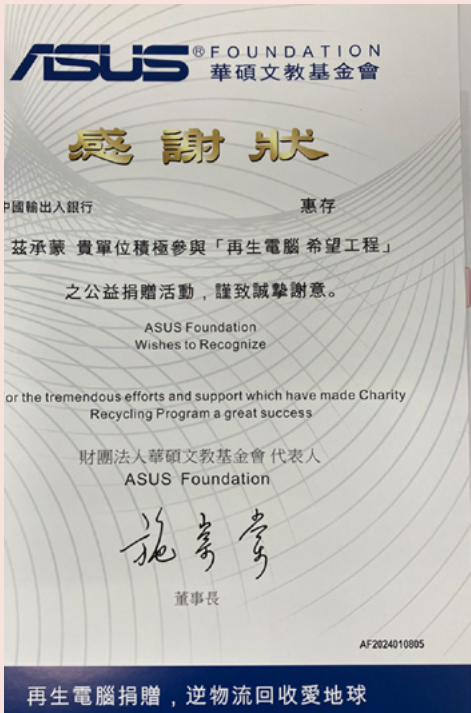 ASUS® FOUNDATION
華碩文教基金會
感謝狀
中國輸出入銀行 惠存
茲承蒙 貴單位積極參與「再生電腦 希望工程」
之公益捐贈活動，謹致誠摯謝意。
ASUS Foundation
Wishes to Recognize
or the tremendous efforts and support which have made Charity
Recycling Program a great success
財團法人華碩文教基金會 代表人
ASUS Foundation
施崇棠
董事長
AF2024010805
再生電腦捐贈，逆物流回收愛地球